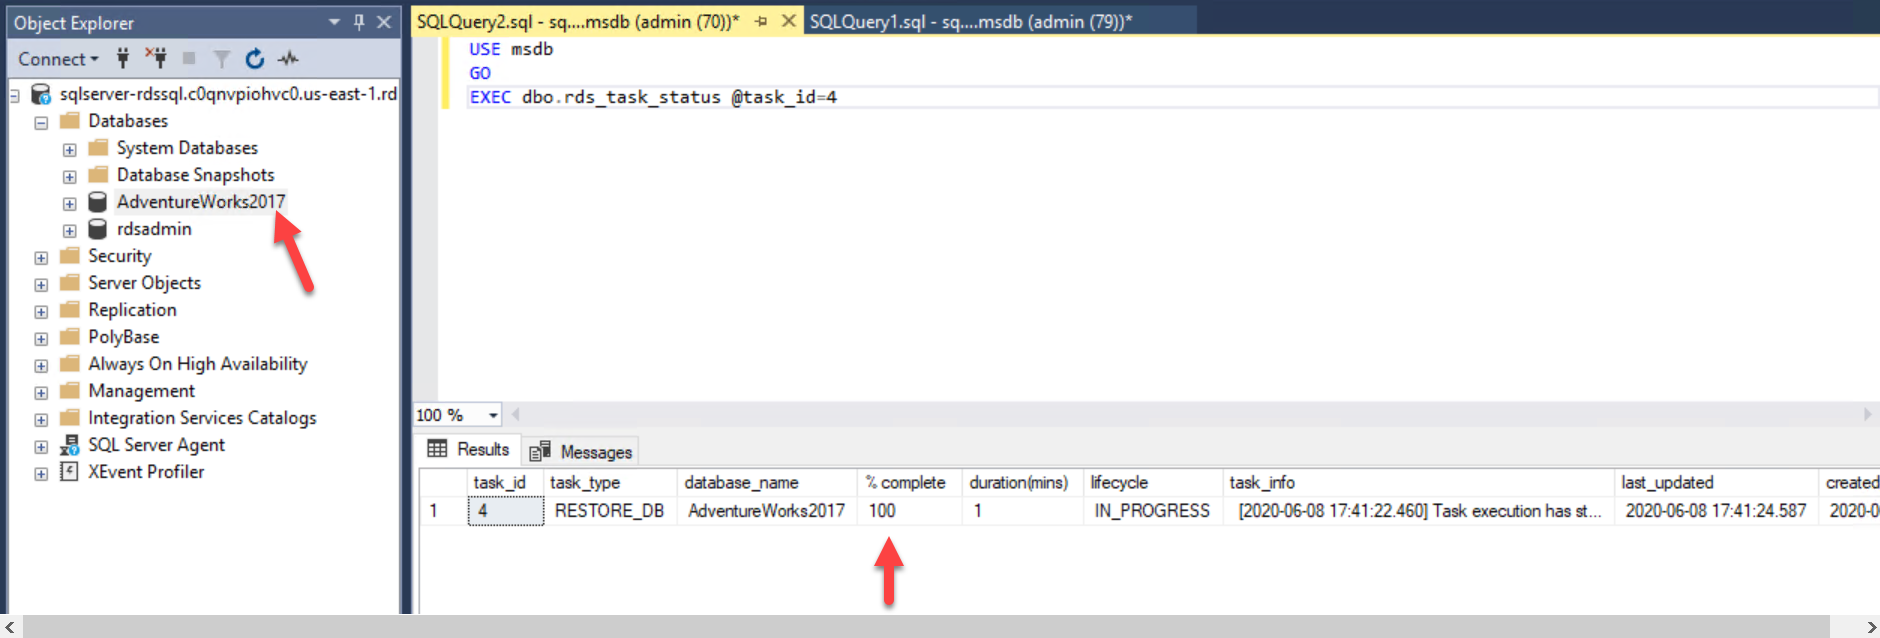 Object Explorer
Connect
sqlserver-rdssql.c0qnvpiohvc0.us-east-1.rd
Databases
System Databases
Database Snapshots
AdventureWorks2017
rdsadmin
Security
Server Objects
Replication
PolyBase
Always On High Availability
Management
Integration Services Catalogs
SQL Server Agent
XEvent Profiler
SQLQuery2.sql - sq....msdb (admin (70))* SQLQuery1.sql - sq....msdb (admin (79))*
USE msdb
GO
EXEC dbo.rds_task_status @task_id=4
100 %
Results Messages
task_id task_type database_name % complete duration(mins) lifecycle task_info last_updated created
1 4 RESTORE_DB AdventureWorks2017 100 1 IN_PROGRESS [2020-06-08 17:41:22.460] Task execution has st... 2020-06-08 17:41:24.587 2020-0